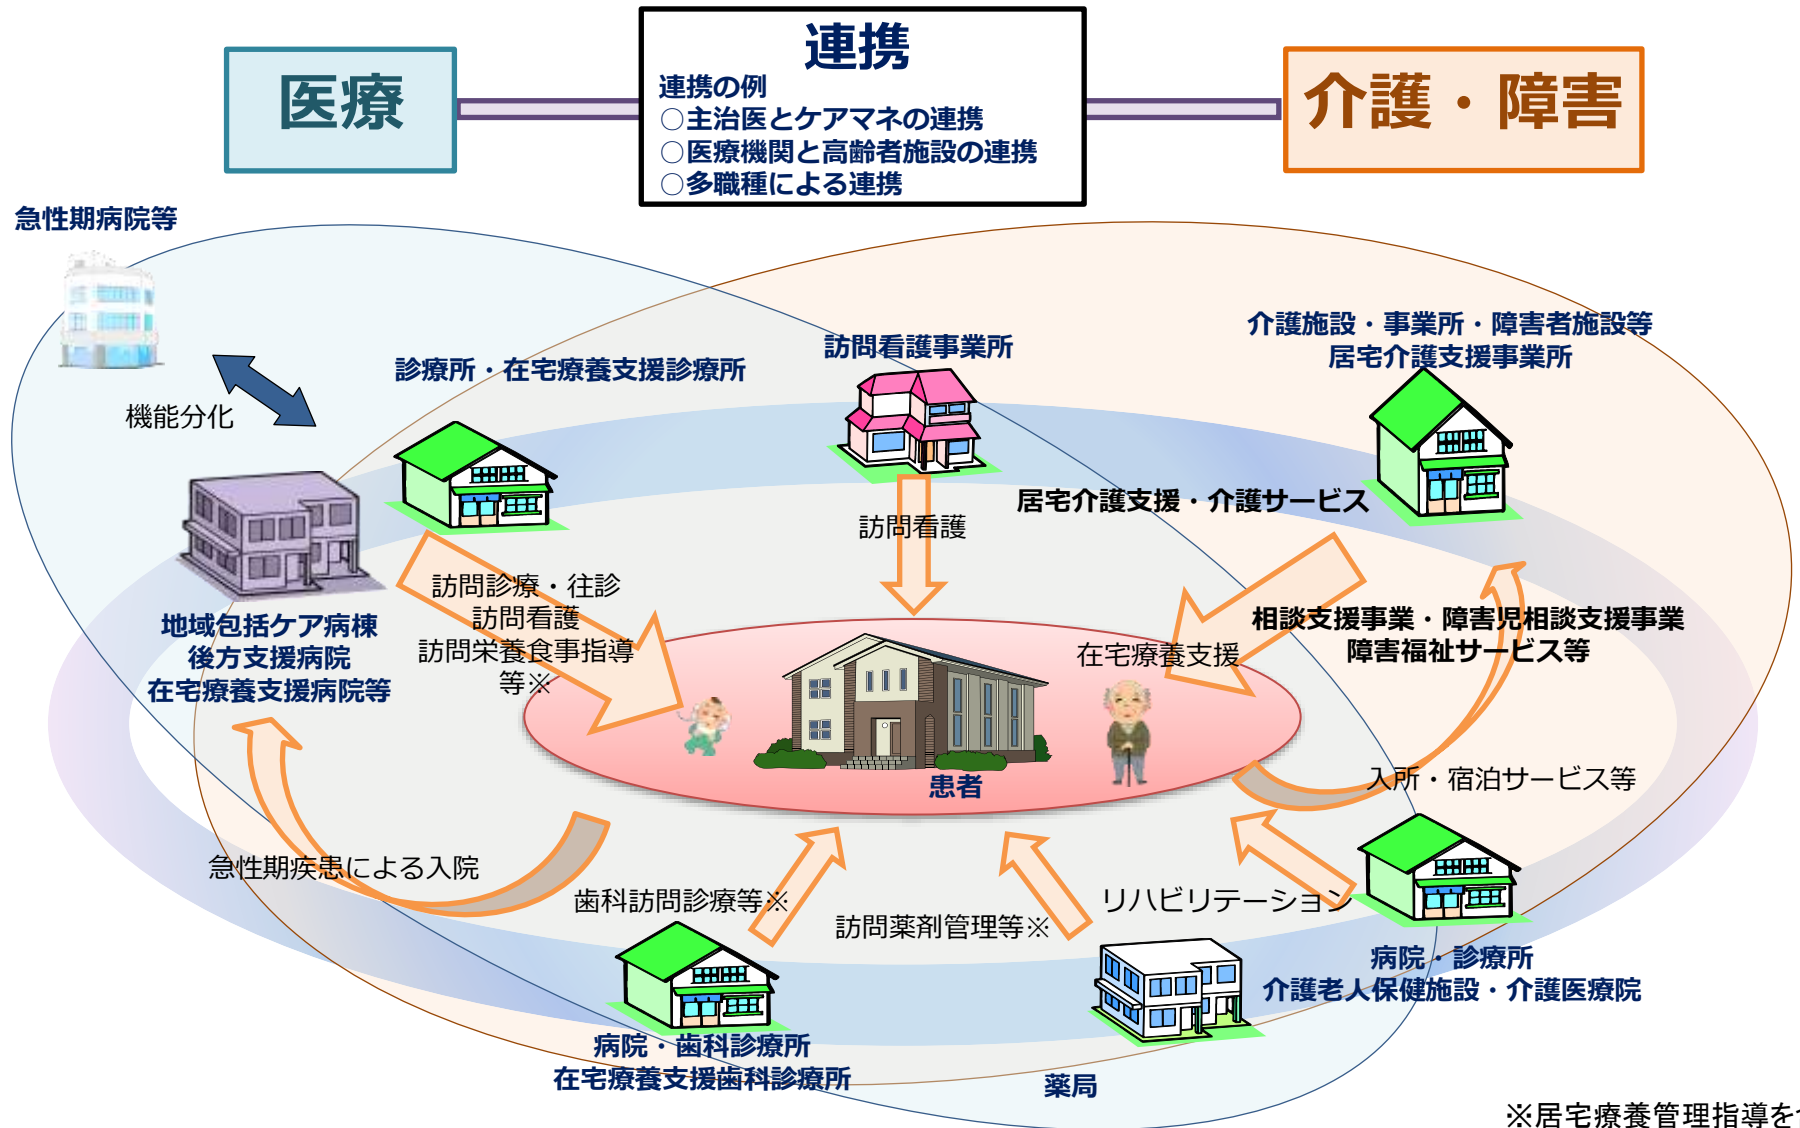 医療
連携
連携の例
○主治医とケアマネの連携
○医療機関と高齢者施設の連携
○多職種による連携
介護・障害
急性期病院等
機能分化
診療所・在宅療養支援診療所
訪問看護事業所
介護施設・事業所・障害者施設等
居宅介護支援事業所
訪問看護
居宅介護支援・介護サービス
訪問診療・往診
訪問看護
訪問栄養食事指導
等※
地域包括ケア病棟
後方支援病院
在宅療養支援病院等
在宅療養支援
相談支援事業・障害児相談支援事業
障害福祉サービス等
患者
入所・宿泊サービス等
急性期疾患による入院
歯科訪問診療等※
訪問薬剤管理等※
リハビリテーション
病院・歯科診療所
在宅療養支援歯科診療所
薬局
病院・診療所
介護老人保健施設・介護医療院
※居宅療養管理指導を